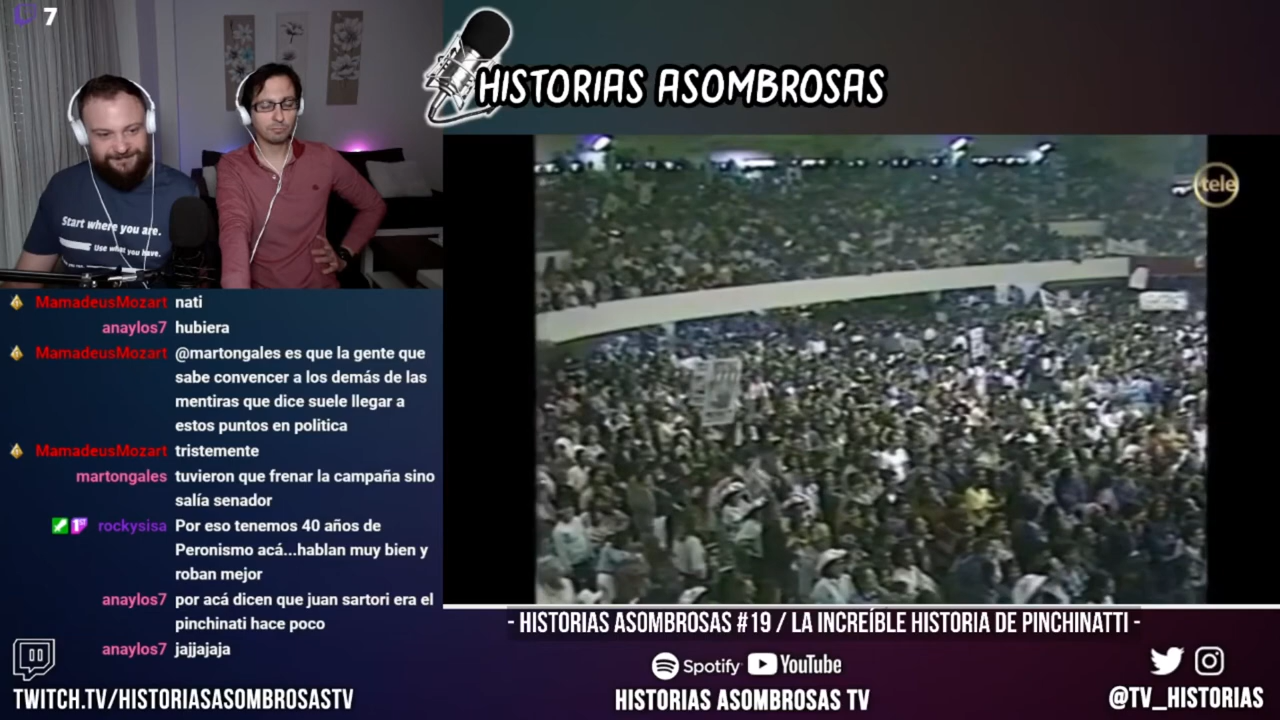 7
HISTORIAS ASOMBROSAS
tele
Start where you are.
Use what you have.
MamadeusMozart nati
anaylos7 hubiera
MamadeusMozart @martongales es que la gente que
sabe convencer a los demás de las
mentiras que dice suele llegar a
estos puntos en politica
MamadeusMozart tristemente
martongales tuvieron que frenar la campaña sino
salía senador
rockysisa Por eso tenemos 40 años de
Peronismo acá...hablan muy bien y
roban mejor
anaylos7 por acá dicen que juan sartori era el
pinchinati hace poco
anaylos7 jajjajaja
- HISTORIAS ASOMBROSAS #19 / LA INCREÍBLE HISTORIA DE PINCHINATTI -
Spotify YouTube
TWITCH.TV/HISTORIASASOMBROSASTV
HISTORIAS ASOMBROSAS TV
@TV_HISTORIAS